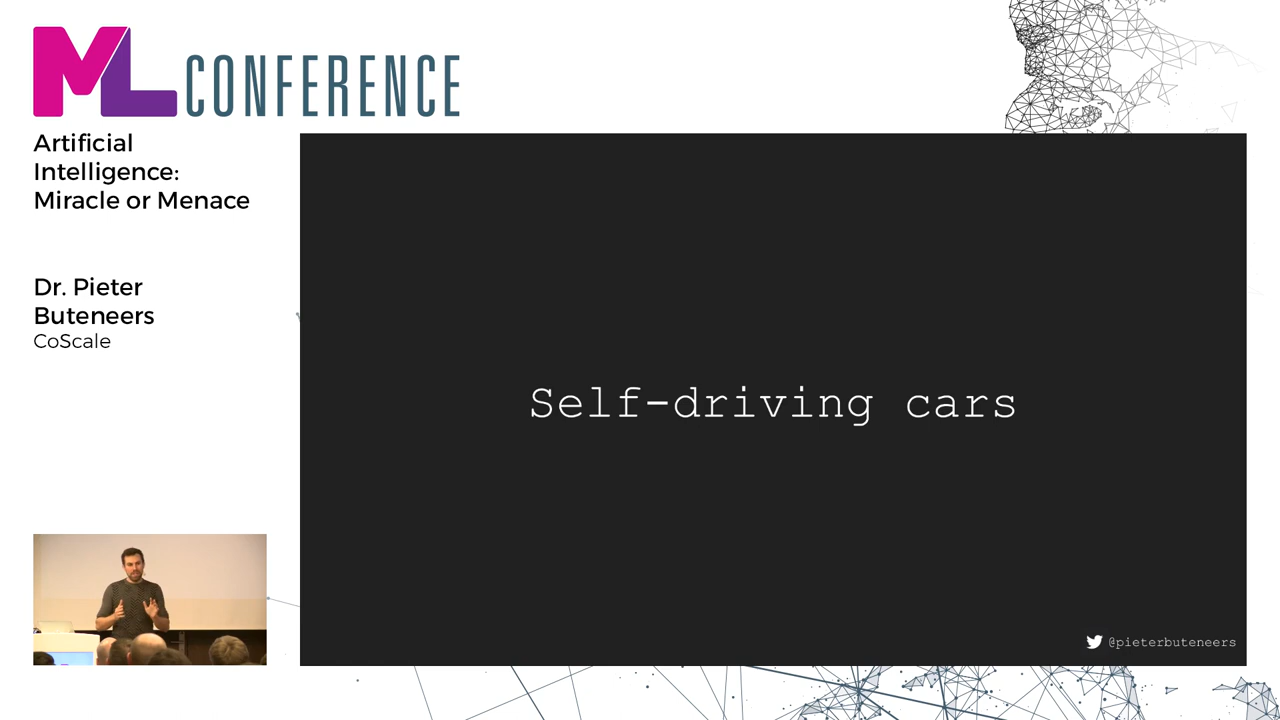 ML CONFERENCE
Artificial
Intelligence:
Miracle or Menace
Dr. Pieter
Buteneers
CoScale
Self-driving cars
@pieterbuteneers